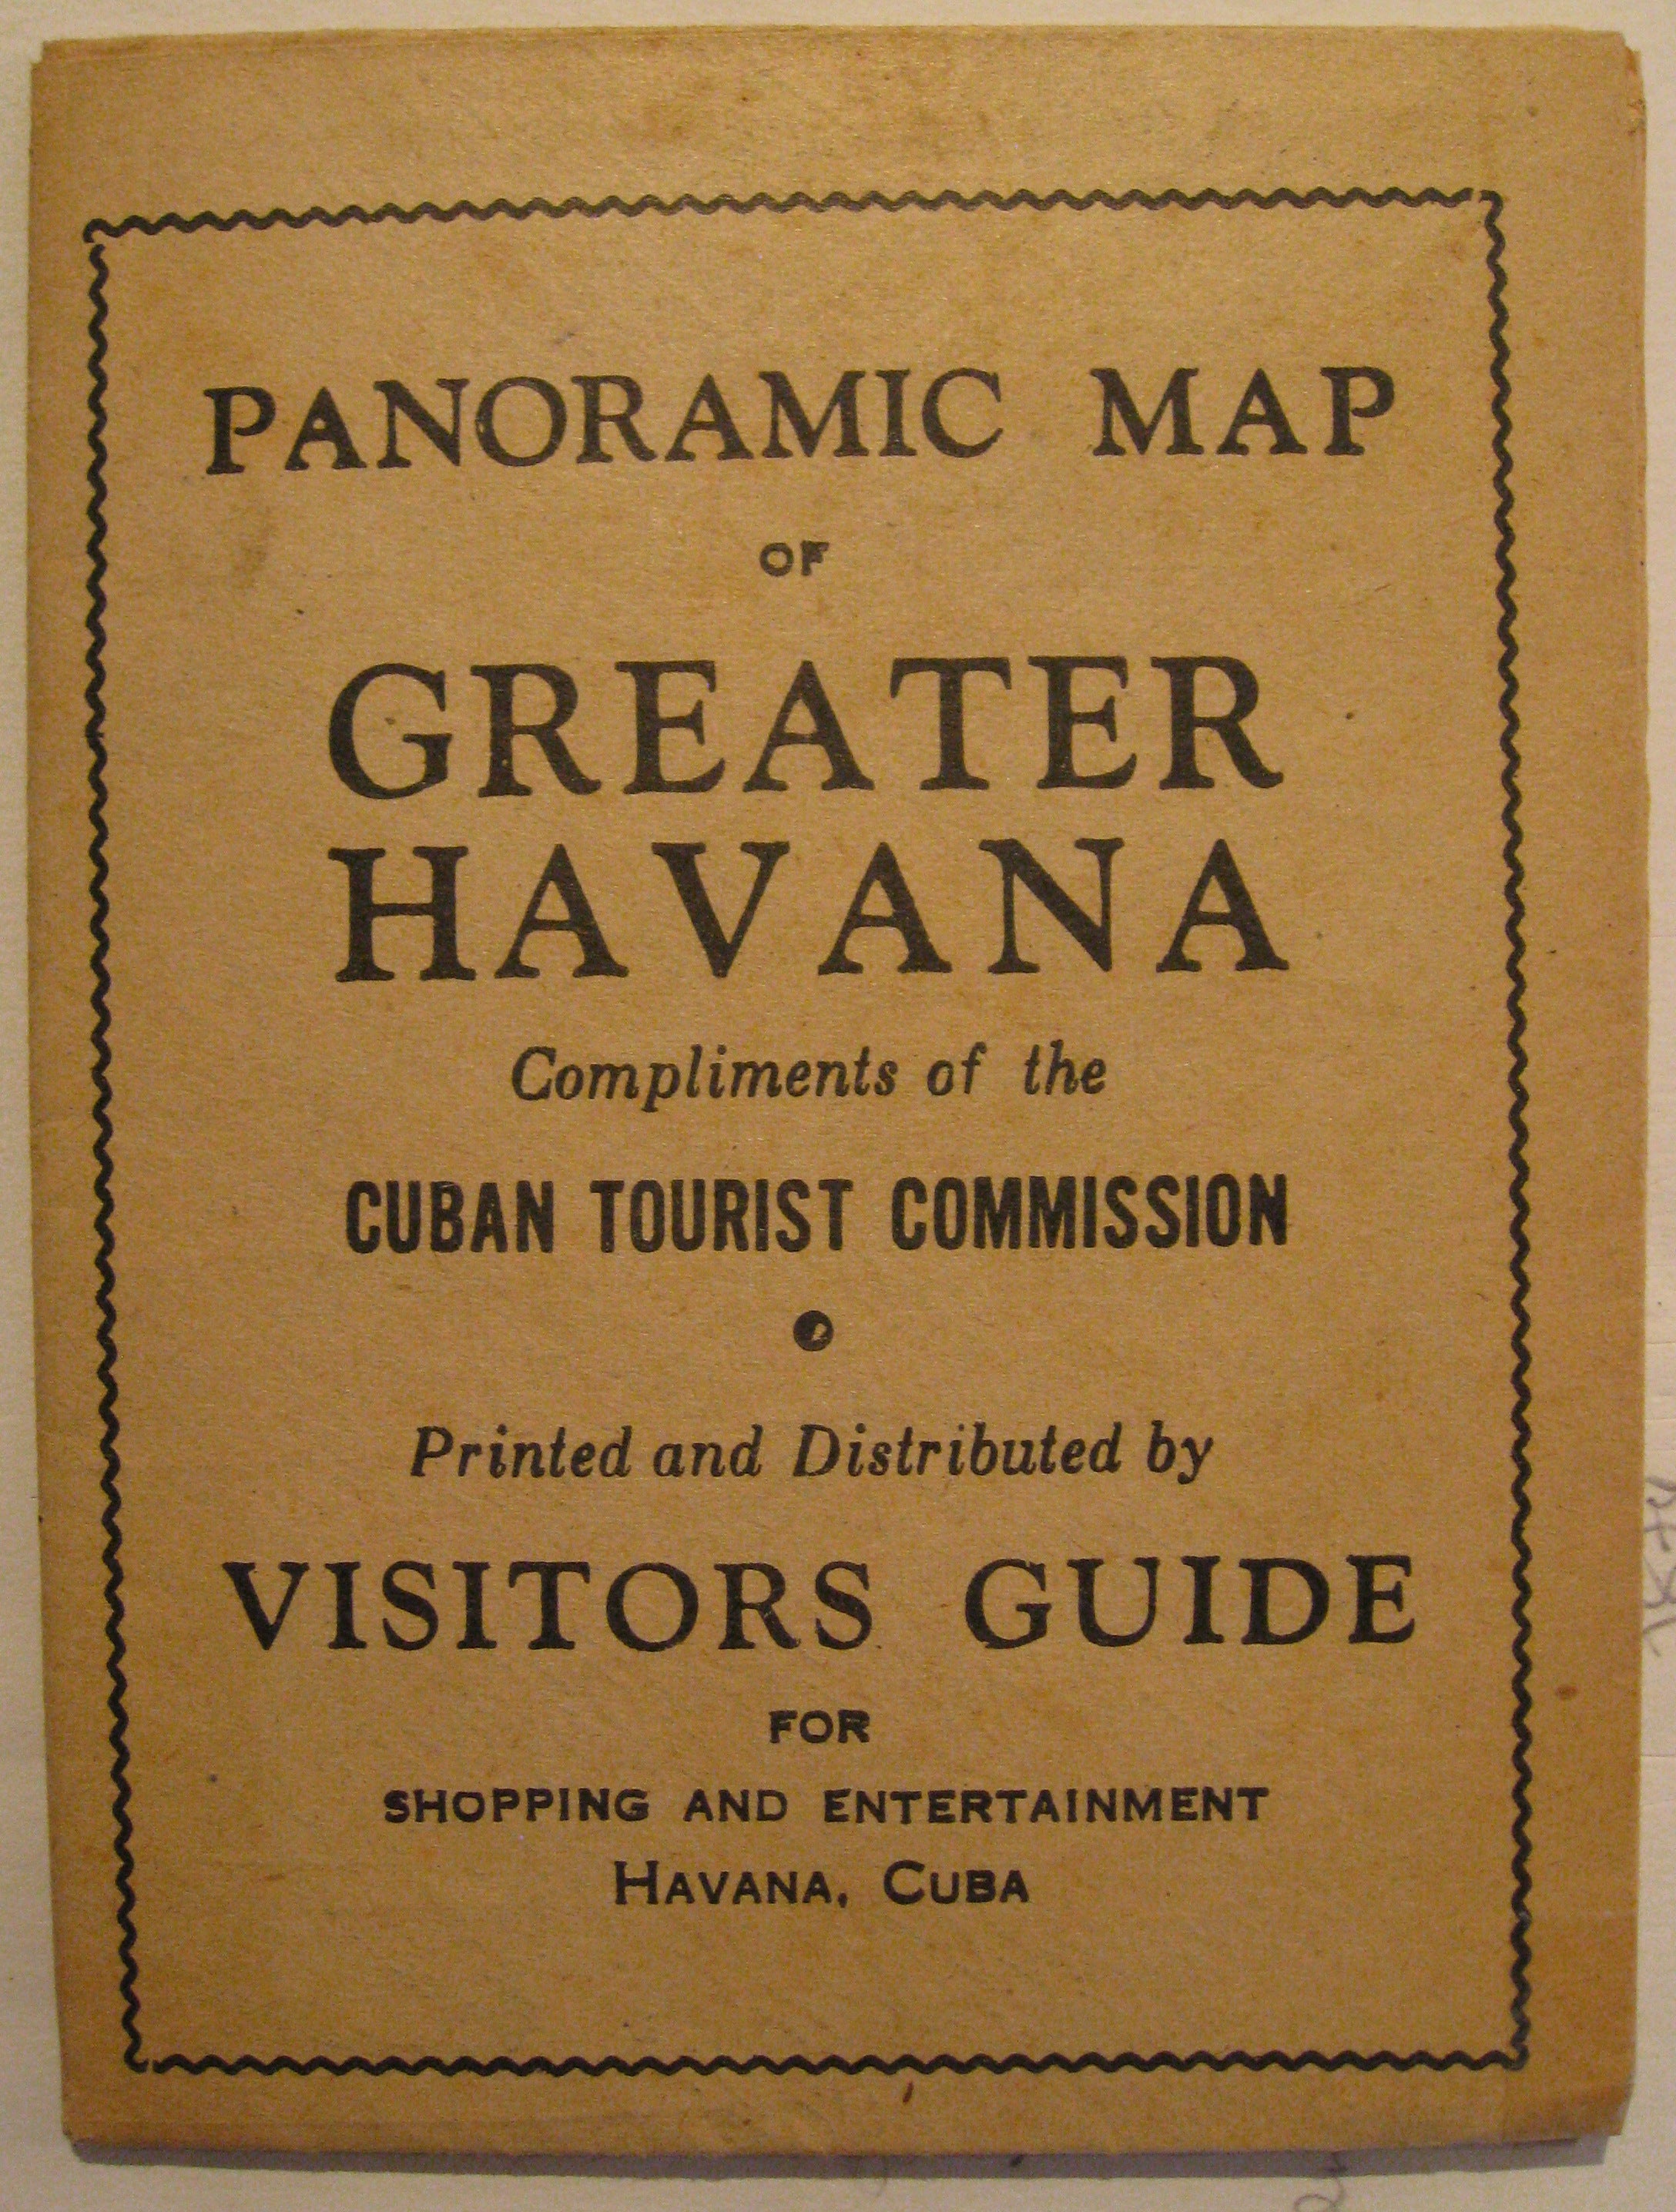 PANORAMIC MAP
OF
GREATER
HAVANA
Compliments of the
CUBAN TOURIST COMMISSION
Printed and Distributed by
VISITORS GUIDE
FOR
SHOPPING AND ENTERTAINMENT
HAVANA, CUBA